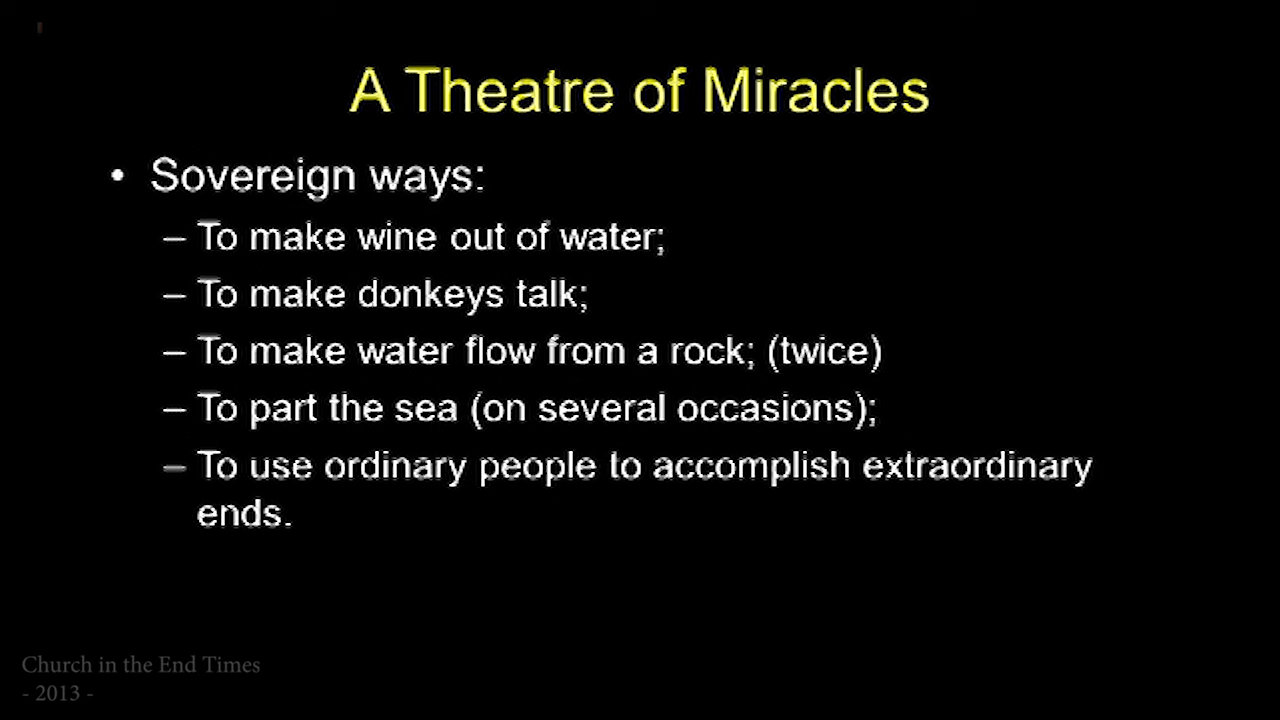 A Theatre of Miracles
• Sovereign ways:
– To make wine out of water;
– To make donkeys talk;
– To make water flow from a rock; (twice)
– To part the sea (on several occasions);
– To use ordinary people to accomplish extraordinary
ends.
Church in the End Times
- 2013 -